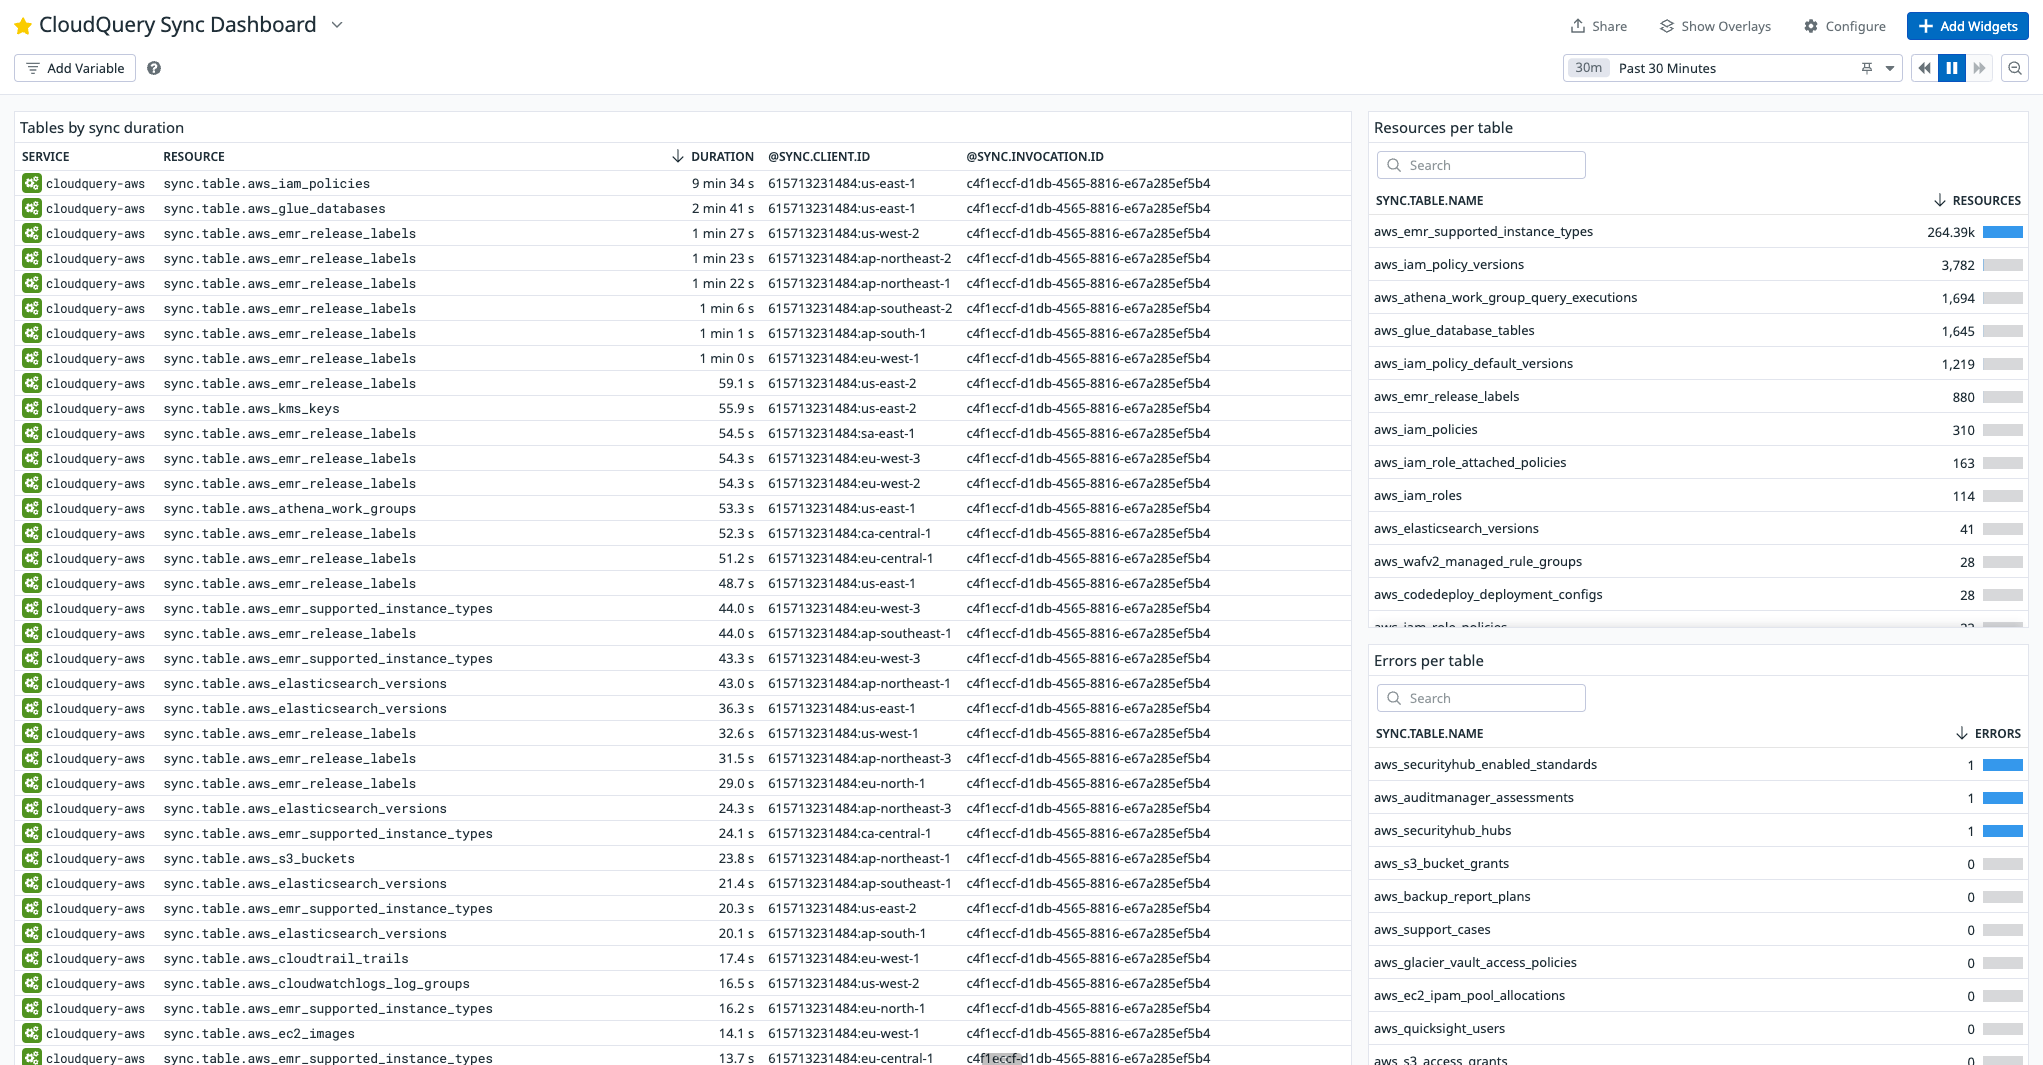 CloudQuery Sync Dashboard
Share
Show Overlays
Configure
Add Widgets
Add Variable
30m Past 30 Minutes
Tables by sync duration
SERVICE RESOURCE DURATION @SYNC.CLIENT.ID @SYNC.INVOCATION.ID
cloudquery-aws sync.table.aws_iam_policies 9 min 34 s 615713231484:us-east-1 c4f1eccf-d1db-4565-8816-e67a285ef5b4
cloudquery-aws sync.table.aws_glue_databases 2 min 41 s 615713231484:us-east-1 c4f1eccf-d1db-4565-8816-e67a285ef5b4
cloudquery-aws sync.table.aws_emr_release_labels 1 min 27 s 615713231484:us-west-2 c4f1eccf-d1db-4565-8816-e67a285ef5b4
cloudquery-aws sync.table.aws_emr_release_labels 1 min 23 s 615713231484:ap-northeast-2 c4f1eccf-d1db-4565-8816-e67a285ef5b4
cloudquery-aws sync.table.aws_emr_release_labels 1 min 22 s 615713231484:ap-northeast-1 c4f1eccf-d1db-4565-8816-e67a285ef5b4
cloudquery-aws sync.table.aws_emr_release_labels 1 min 6 s 615713231484:ap-southeast-2 c4f1eccf-d1db-4565-8816-e67a285ef5b4
cloudquery-aws sync.table.aws_emr_release_labels 1 min 1 s 615713231484:ap-south-1 c4f1eccf-d1db-4565-8816-e67a285ef5b4
cloudquery-aws sync.table.aws_emr_release_labels 1 min 0 s 615713231484:eu-west-1 c4f1eccf-d1db-4565-8816-e67a285ef5b4
cloudquery-aws sync.table.aws_emr_release_labels 59.1 s 615713231484:us-east-2 c4f1eccf-d1db-4565-8816-e67a285ef5b4
cloudquery-aws sync.table.aws_kms_keys 55.9 s 615713231484:us-east-2 c4f1eccf-d1db-4565-8816-e67a285ef5b4
cloudquery-aws sync.table.aws_emr_release_labels 54.5 s 615713231484:sa-east-1 c4f1eccf-d1db-4565-8816-e67a285ef5b4
cloudquery-aws sync.table.aws_emr_release_labels 54.3 s 615713231484:eu-west-3 c4f1eccf-d1db-4565-8816-e67a285ef5b4
cloudquery-aws sync.table.aws_emr_release_labels 54.3 s 615713231484:eu-west-2 c4f1eccf-d1db-4565-8816-e67a285ef5b4
cloudquery-aws sync.table.aws_athena_work_groups 53.3 s 615713231484:us-east-1 c4f1eccf-d1db-4565-8816-e67a285ef5b4
cloudquery-aws sync.table.aws_emr_release_labels 52.3 s 615713231484:ca-central-1 c4f1eccf-d1db-4565-8816-e67a285ef5b4
cloudquery-aws sync.table.aws_emr_release_labels 51.2 s 615713231484:eu-central-1 c4f1eccf-d1db-4565-8816-e67a285ef5b4
cloudquery-aws sync.table.aws_emr_release_labels 48.7 s 615713231484:us-east-1 c4f1eccf-d1db-4565-8816-e67a285ef5b4
cloudquery-aws sync.table.aws_emr_supported_instance_types 44.0 s 615713231484:eu-west-3 c4f1eccf-d1db-4565-8816-e67a285ef5b4
cloudquery-aws sync.table.aws_emr_release_labels 44.0 s 615713231484:ap-southeast-1 c4f1eccf-d1db-4565-8816-e67a285ef5b4
cloudquery-aws sync.table.aws_emr_supported_instance_types 43.3 s 615713231484:eu-west-3 c4f1eccf-d1db-4565-8816-e67a285ef5b4
cloudquery-aws sync.table.aws_elasticsearch_versions 43.0 s 615713231484:ap-northeast-1 c4f1eccf-d1db-4565-8816-e67a285ef5b4
cloudquery-aws sync.table.aws_elasticsearch_versions 36.3 s 615713231484:us-east-1 c4f1eccf-d1db-4565-8816-e67a285ef5b4
cloudquery-aws sync.table.aws_emr_release_labels 32.6 s 615713231484:us-west-1 c4f1eccf-d1db-4565-8816-e67a285ef5b4
cloudquery-aws sync.table.aws_emr_release_labels 31.5 s 615713231484:ap-northeast-3 c4f1eccf-d1db-4565-8816-e67a285ef5b4
cloudquery-aws sync.table.aws_emr_release_labels 29.0 s 615713231484:eu-north-1 c4f1eccf-d1db-4565-8816-e67a285ef5b4
cloudquery-aws sync.table.aws_elasticsearch_versions 24.3 s 615713231484:ap-northeast-3 c4f1eccf-d1db-4565-8816-e67a285ef5b4
cloudquery-aws sync.table.aws_emr_supported_instance_types 24.1 s 615713231484:ca-central-1 c4f1eccf-d1db-4565-8816-e67a285ef5b4
cloudquery-aws sync.table.aws_s3_buckets 23.8 s 615713231484:ap-northeast-1 c4f1eccf-d1db-4565-8816-e67a285ef5b4
cloudquery-aws sync.table.aws_elasticsearch_versions 21.4 s 615713231484:ap-southeast-1 c4f1eccf-d1db-4565-8816-e67a285ef5b4
cloudquery-aws sync.table.aws_emr_supported_instance_types 20.3 s 615713231484:us-east-2 c4f1eccf-d1db-4565-8816-e67a285ef5b4
cloudquery-aws sync.table.aws_elasticsearch_versions 20.1 s 615713231484:ap-south-1 c4f1eccf-d1db-4565-8816-e67a285ef5b4
cloudquery-aws sync.table.aws_cloudtrail_trails 17.4 s 615713231484:eu-west-1 c4f1eccf-d1db-4565-8816-e67a285ef5b4
cloudquery-aws sync.table.aws_cloudwatchlogs_log_groups 16.5 s 615713231484:us-west-2 c4f1eccf-d1db-4565-8816-e67a285ef5b4
cloudquery-aws sync.table.aws_emr_supported_instance_types 16.2 s 615713231484:eu-north-1 c4f1eccf-d1db-4565-8816-e67a285ef5b4
cloudquery-aws sync.table.aws_ec2_images 14.1 s 615713231484:eu-west-1 c4f1eccf-d1db-4565-8816-e67a285ef5b4
cloudquery-aws sync.table.aws_emr_supported_instance_types 13.7 s 615713231484:eu-central-1 c4f1eccf-d1db-4565-8816-e67a285ef5b4
Resources per table
Search
SYNC.TABLE.NAME RESOURCES
aws_emr_supported_instance_types 264.39k
aws_iam_policy_versions 3,782
aws_athena_work_group_query_executions 1,694
aws_glue_database_tables 1,645
aws_iam_policy_default_versions 1,219
aws_emr_release_labels 880
aws_iam_policies 310
aws_iam_role_attached_policies 163
aws_iam_roles 114
aws_elasticsearch_versions 41
aws_wafv2_managed_rule_groups 28
aws_codedeploy_deployment_configs 28
Errors per table
Search
SYNC.TABLE.NAME ERRORS
aws_securityhub_enabled_standards 1
aws_auditmanager_assessments 1
aws_securityhub_hubs 1
aws_s3_bucket_grants 0
aws_backup_report_plans 0
aws_support_cases 0
aws_glacier_vault_access_policies 0
aws_ec2_ipam_pool_allocations 0
aws_quicksight_users 0
aws_s3_access_grants 0